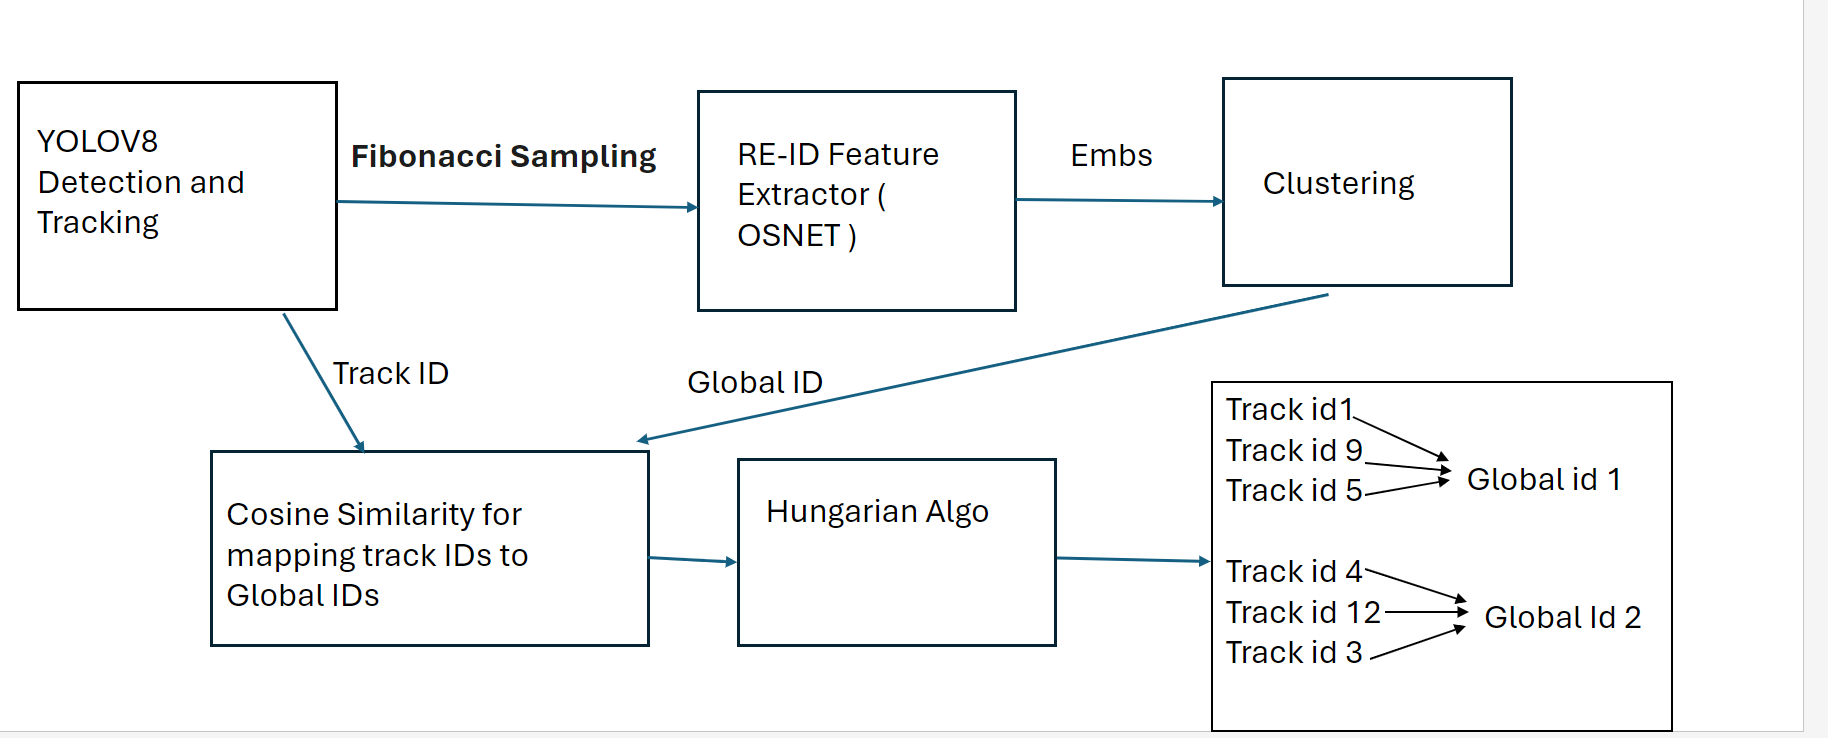 YOLOV8
Detection and
Tracking
Fibonacci Sampling
RE-ID Feature
Extractor (
OSNET )
Embs
Clustering
Track ID
Global ID
Cosine Similarity for
mapping track IDs to
Global IDs
Hungarian Algo
Track id1
Track id 9
Track id 5
Global id 1
Track id 4
Track id 12
Track id 3
Global Id 2